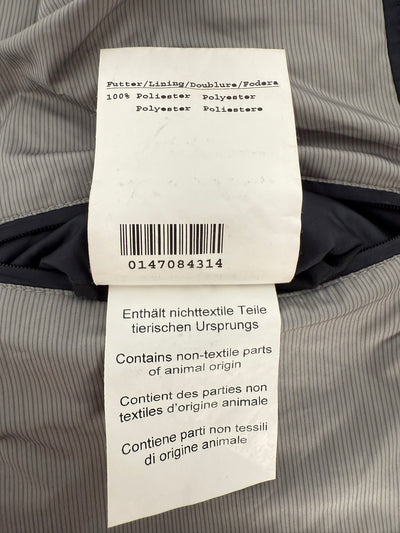 Futter/Lining/Doublure/Fodera
100% Poliester Polyester
Polyester Poliestere
0147084314
Enthält nichttextile Teile
tierischen Ursprungs
Contains non-textile parts
of animal origin
Contient des parties non
textiles d'origine animale
Contiene parti non tessili
di origine animale